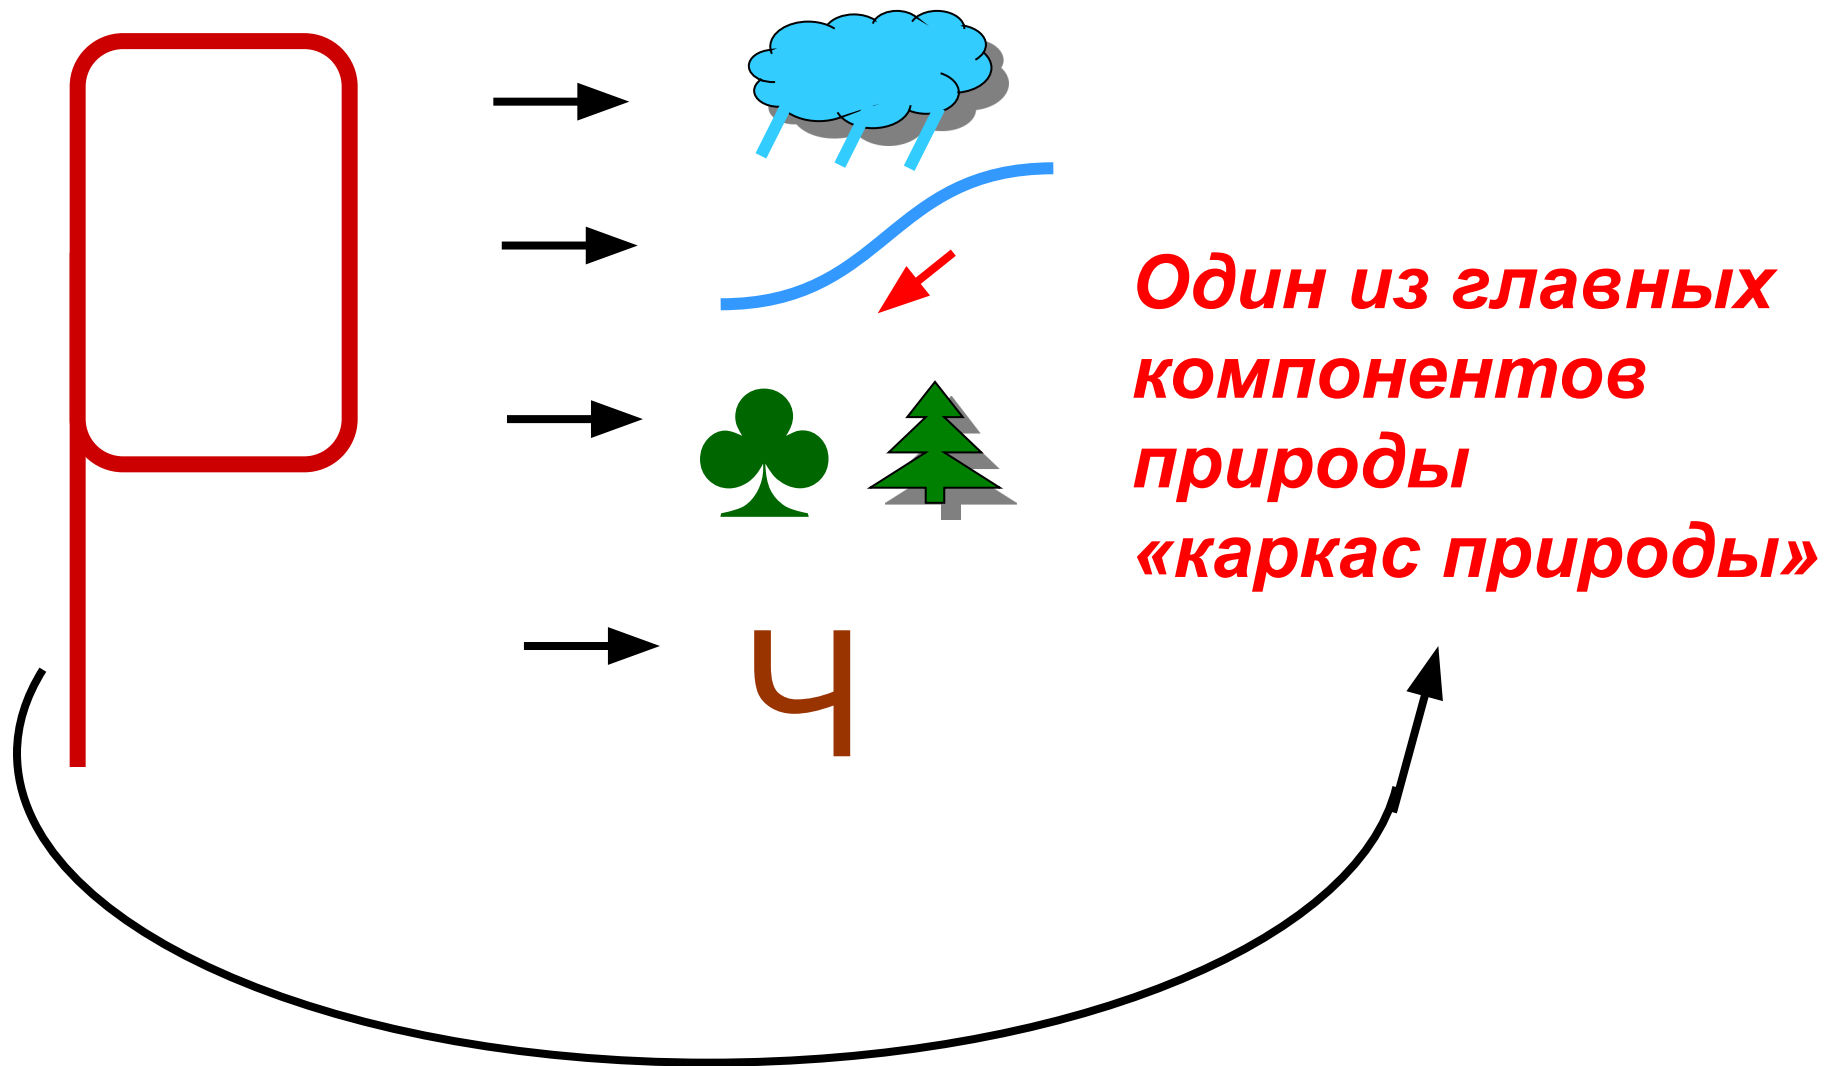 Р
Один из главных
компонентов
природы
«каркас природы»
Ч